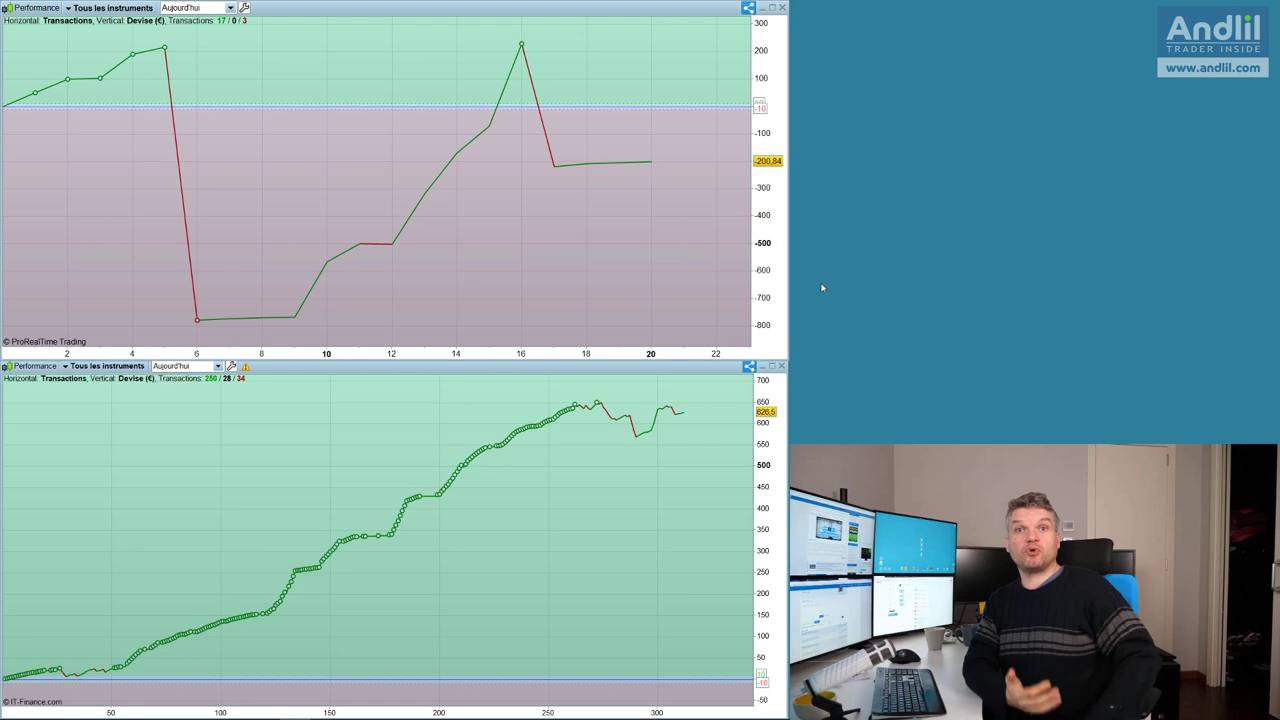 Performance Tous les instruments Aujourd'hui
Horizontal: Transactions, Vertical: Devise (€), Transactions: 17 / 0 / 3
300
200
100
10
-10
-100
-200,84
-300
-400
-500
-600
-700
-800
© ProRealTime Trading
2 4 6 8 10 12 14 16 18 20 22
Performance Tous les instruments Aujourd'hui
Horizontal: Transactions, Vertical: Devise (€), Transactions: 250 / 28 / 34
700
650
626,5
600
550
500
450
400
350
300
250
200
150
100
50
10
-10
-50
© IT-Finance.com
50 100 150 200 250 300
Andlil
TRADER INSIDE
www.andlil.com